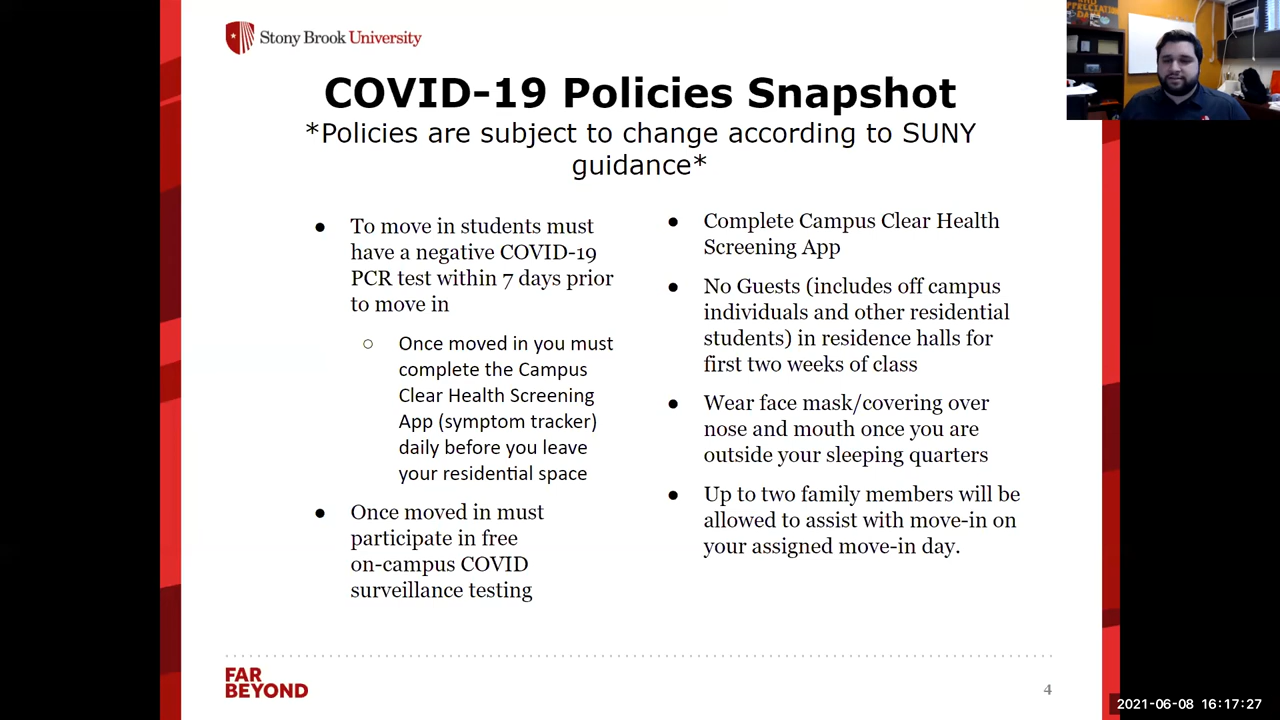 Stony Brook University
COVID-19 Policies Snapshot
*Policies are subject to change according to SUNY
guidance*
● To move in students must
have a negative COVID-19
PCR test within 7 days prior
to move in
○ Once moved in you must
complete the Campus
Clear Health Screening
App (symptom tracker)
daily before you leave
your residential space
● Once moved in must
participate in free
on-campus COVID
surveillance testing
● Complete Campus Clear Health
Screening App
● No Guests (includes off campus
individuals and other residential
students) in residence halls for
first two weeks of class
● Wear face mask/covering over
nose and mouth once you are
outside your sleeping quarters
● Up to two family members will be
allowed to assist with move-in on
your assigned move-in day.
FAR
BEYOND
4
2021-06-08 16:17:27